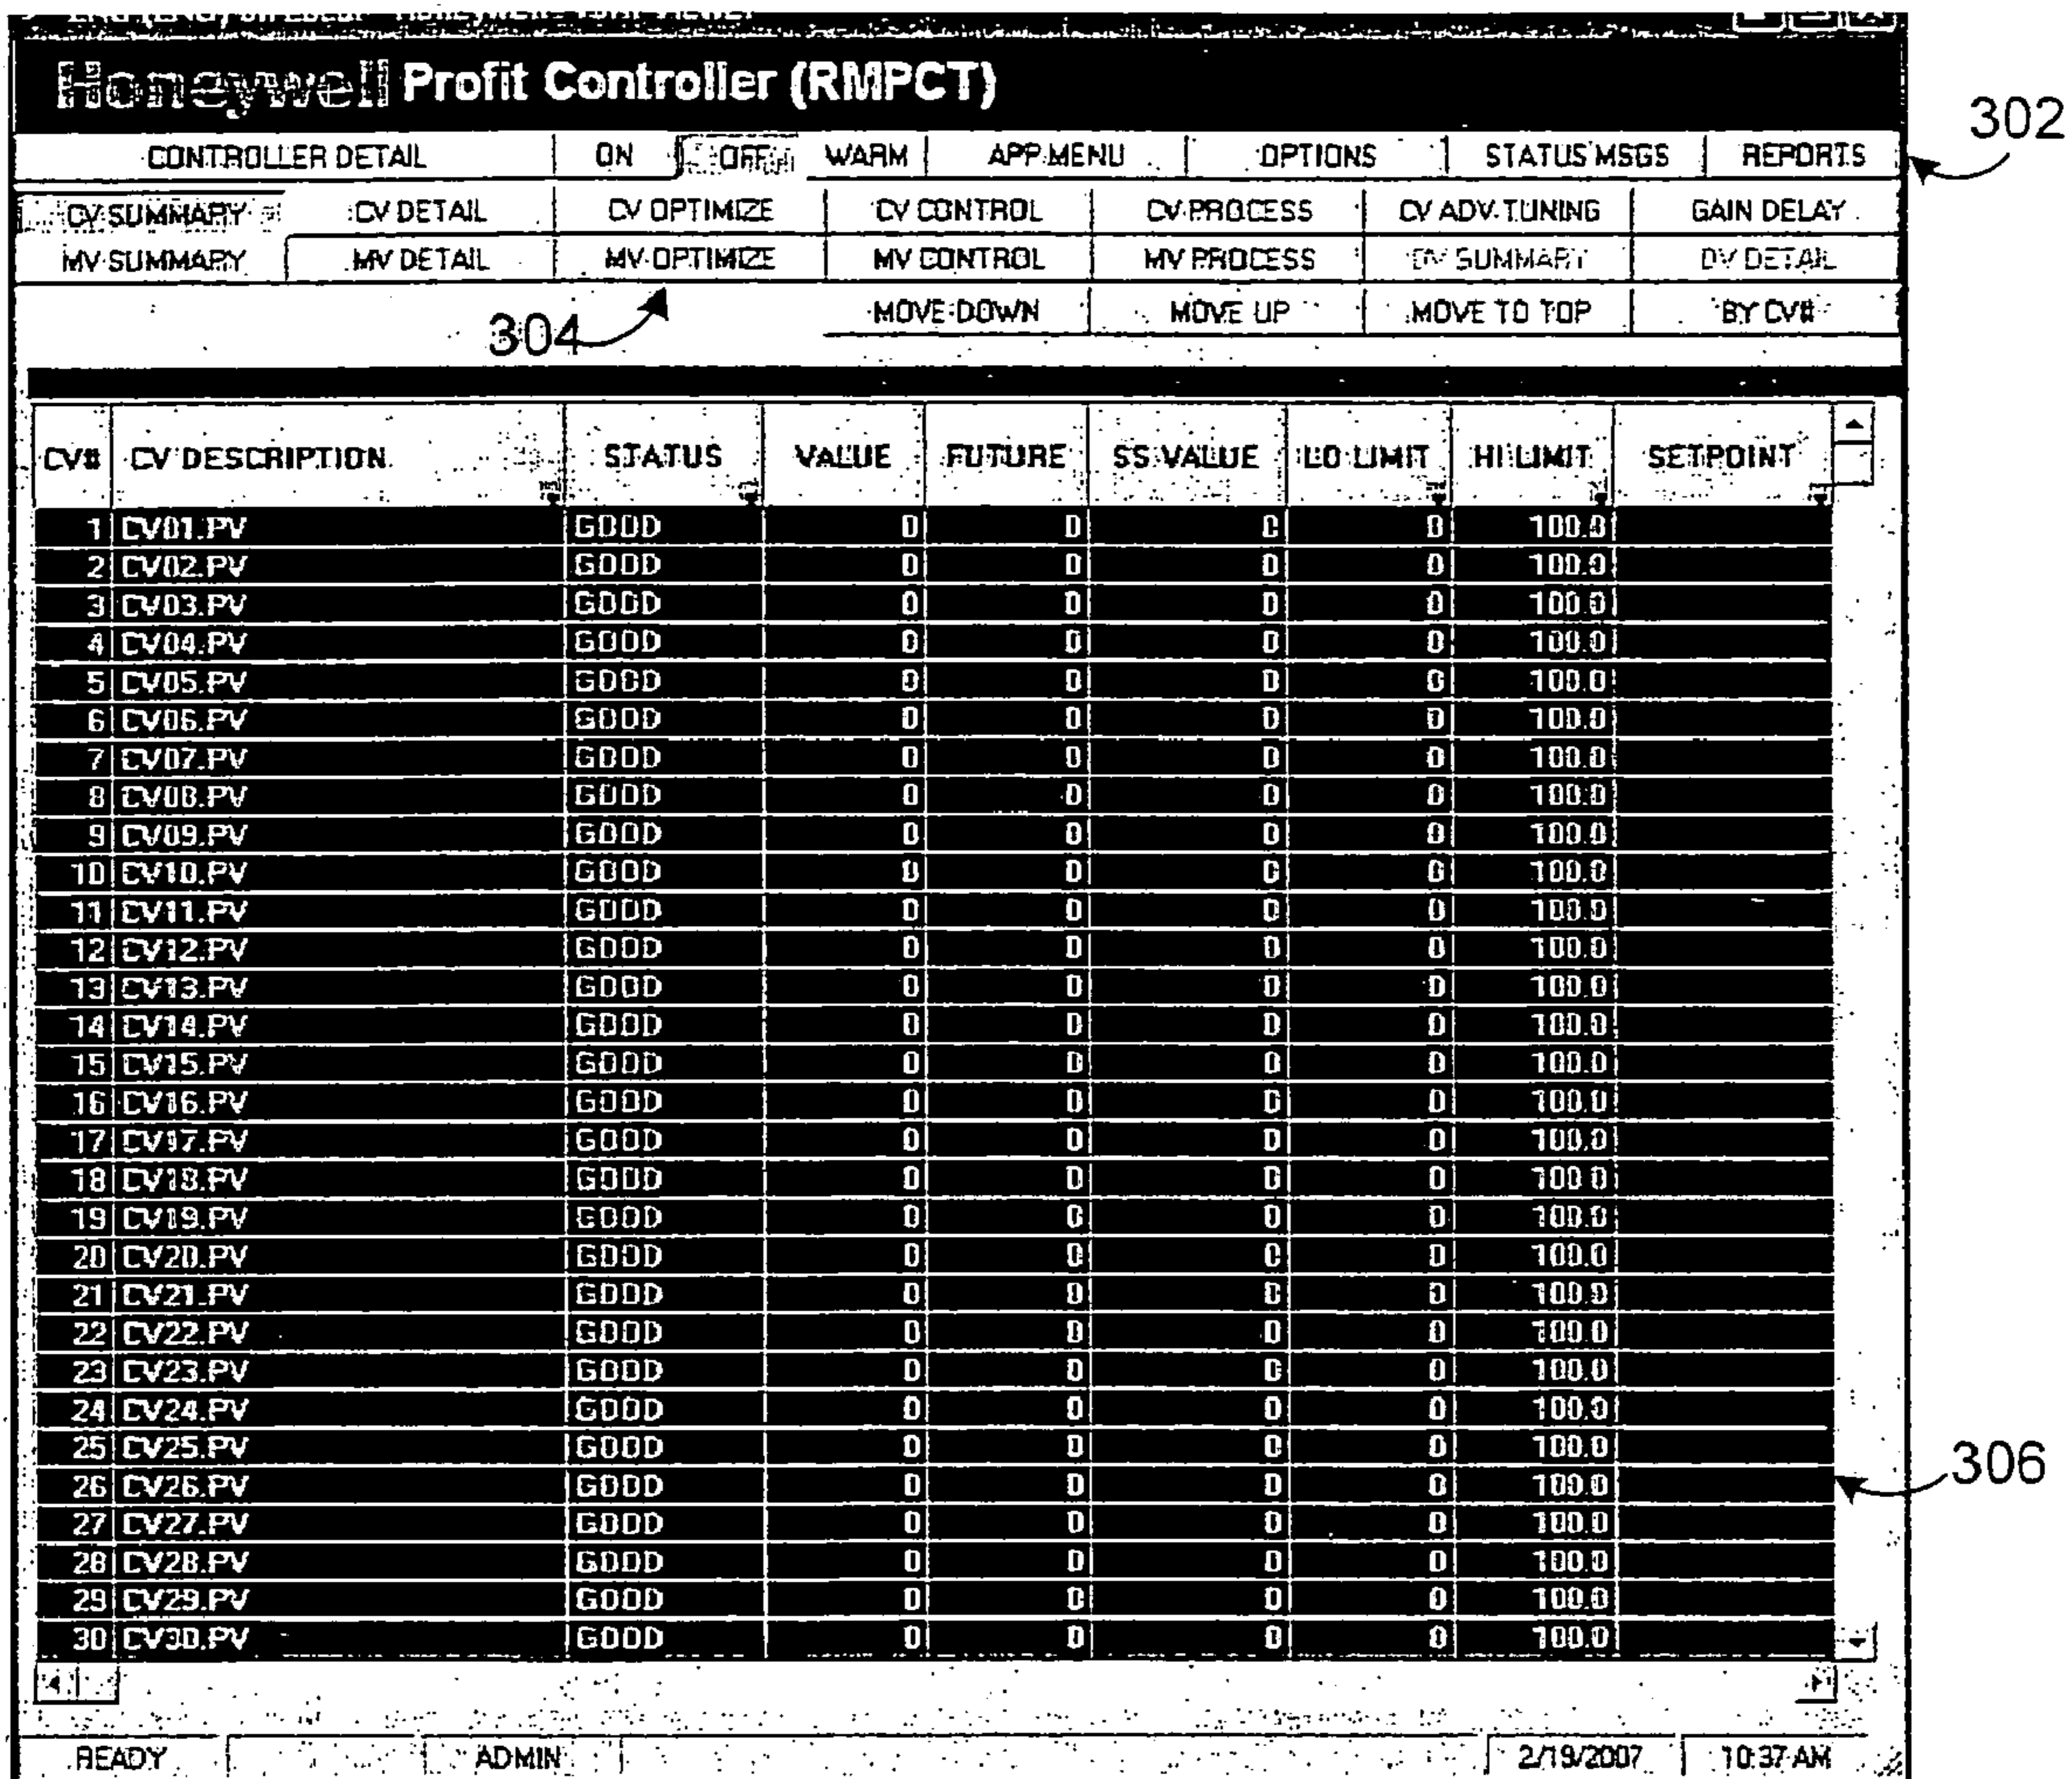 Honeywell Profit Controller (RMPCT)
302
CONTROLLER DETAIL ON OFF WARM APP MENU OPTIONS STATUS MSGS REPORTS
CV SUMMARY CV DETAIL CV OPTIMIZE CV CONTROL CV PROCESS CV ADV.TUNING GAIN DELAY
MV SUMMARY MV DETAIL MV OPTIMIZE MV CONTROL MV PROCESS DV SUMMARY DV DETAIL
304 MOVE DOWN MOVE UP MOVE TO TOP BY CV#
CV# CV DESCRIPTION STATUS VALUE FUTURE SS VALUE LO LIMIT HI LIMIT SETPOINT
1 CV01.PV GOOD 0 0 0 0 100.0
2 CV02.PV GOOD 0 0 0 0 100.0
3 CV03.PV GOOD 0 0 0 0 100.0
4 CV04.PV GOOD 0 0 0 0 100.0
5 CV05.PV GOOD 0 0 0 0 100.0
6 CV06.PV GOOD 0 0 0 0 100.0
7 CV07.PV GOOD 0 0 0 0 100.0
8 CV08.PV GOOD 0 0 0 0 100.0
9 CV09.PV GOOD 0 0 0 0 100.0
10 CV10.PV GOOD 0 0 0 0 100.0
11 CV11.PV GOOD 0 0 0 0 100.0
12 CV12.PV GOOD 0 0 0 0 100.0
13 CV13.PV GOOD 0 0 0 0 100.0
14 CV14.PV GOOD 0 0 0 0 100.0
15 CV15.PV GOOD 0 0 0 0 100.0
16 CV16.PV GOOD 0 0 0 0 100.0
17 CV17.PV GOOD 0 0 0 0 100.0
18 CV18.PV GOOD 0 0 0 0 100.0
19 CV19.PV GOOD 0 0 0 0 100.0
20 CV20.PV GOOD 0 0 0 0 100.0
21 CV21.PV GOOD 0 0 0 0 100.0
22 CV22.PV GOOD 0 0 0 0 100.0
23 CV23.PV GOOD 0 0 0 0 100.0
24 CV24.PV GOOD 0 0 0 0 100.0
25 CV25.PV GOOD 0 0 0 0 100.0
26 CV26.PV GOOD 0 0 0 0 100.0
306
27 CV27.PV GOOD 0 0 0 0 100.0
28 CV28.PV GOOD 0 0 0 0 100.0
29 CV29.PV GOOD 0 0 0 0 100.0
30 CV30.PV GOOD 0 0 0 0 100.0
READY ADMIN 2/19/2007 10:37 AM